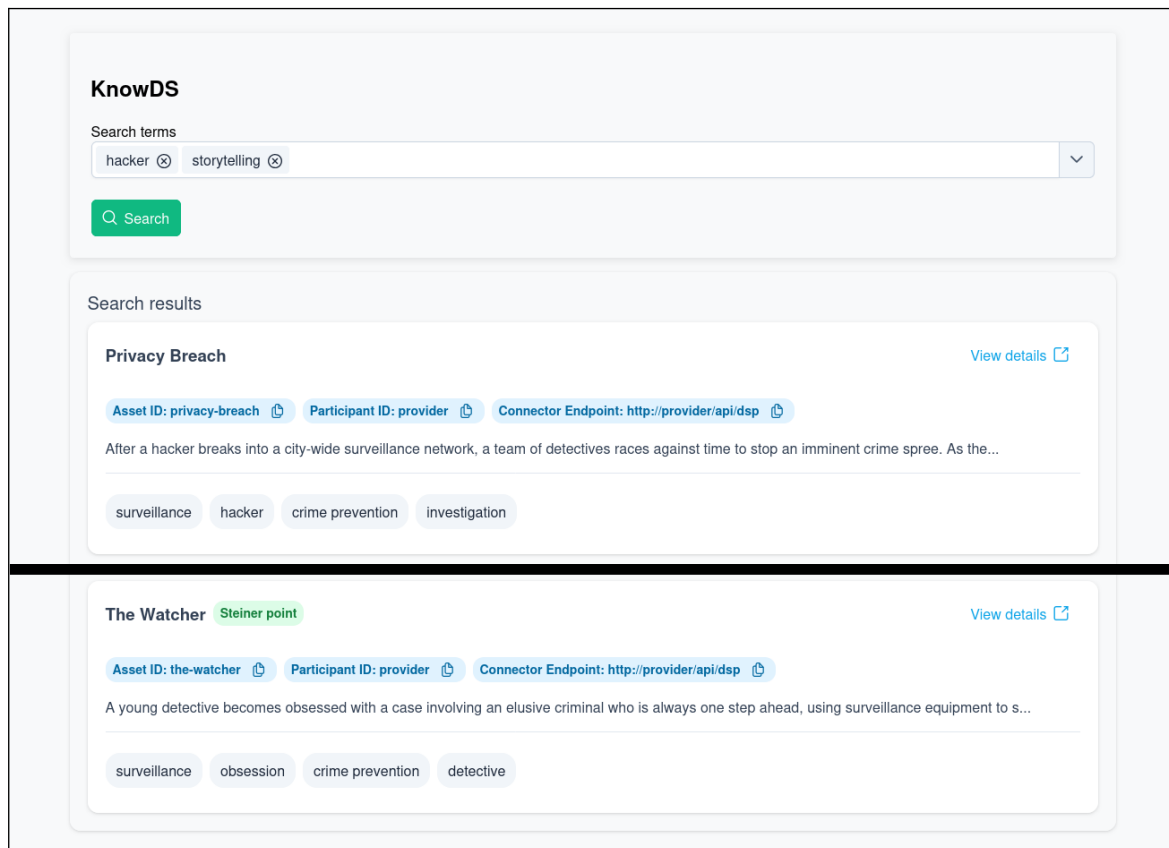 KnowDS
Search terms
hacker storytelling
Search
Search results
Privacy Breach View details
Asset ID: privacy-breach Participant ID: provider Connector Endpoint: http://provider/api/dsp
After a hacker breaks into a city-wide surveillance network, a team of detectives races against time to stop an imminent crime spree. As the...
surveillance hacker crime prevention investigation
The Watcher Steiner point View details
Asset ID: the-watcher Participant ID: provider Connector Endpoint: http://provider/api/dsp
A young detective becomes obsessed with a case involving an elusive criminal who is always one step ahead, using surveillance equipment to s...
surveillance obsession crime prevention detective